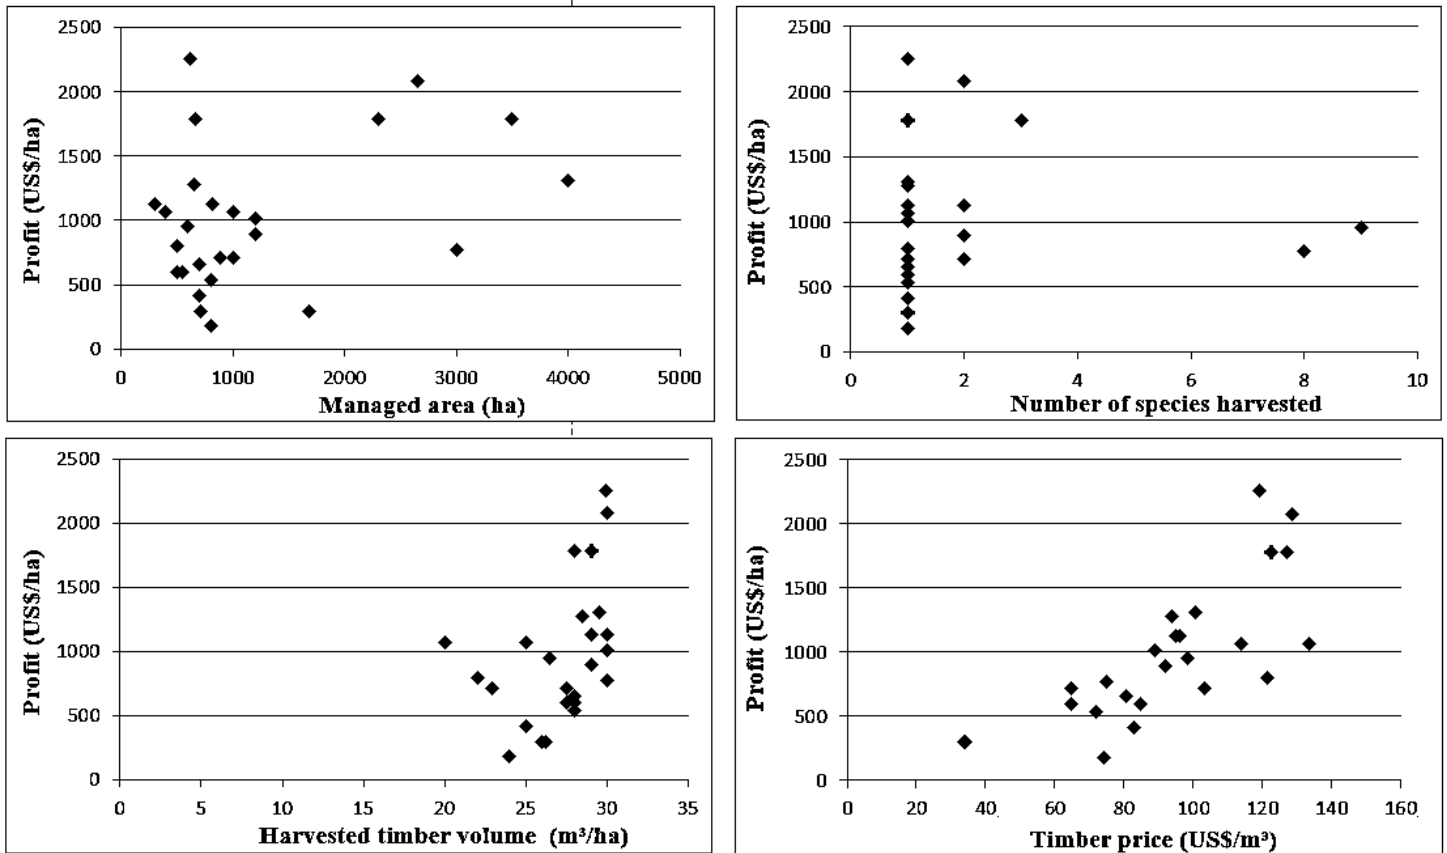 2500
2000
1500
1000
500
0
Profit (US$/ha)
0 1000 2000 3000 4000 5000
Managed area (ha)
2500
2000
1500
1000
500
0
Profit (US$/ha)
0 2 4 6 8 10
Number of species harvested
2500
2000
1500
1000
500
0
Profit (US$/ha)
0 5 10 15 20 25 30 35
Harvested timber volume (m³/ha)
2500
2000
1500
1000
500
0
Profit (US$/ha)
0 20 40 60 80 100 120 140 160
Timber price (US$/m³)